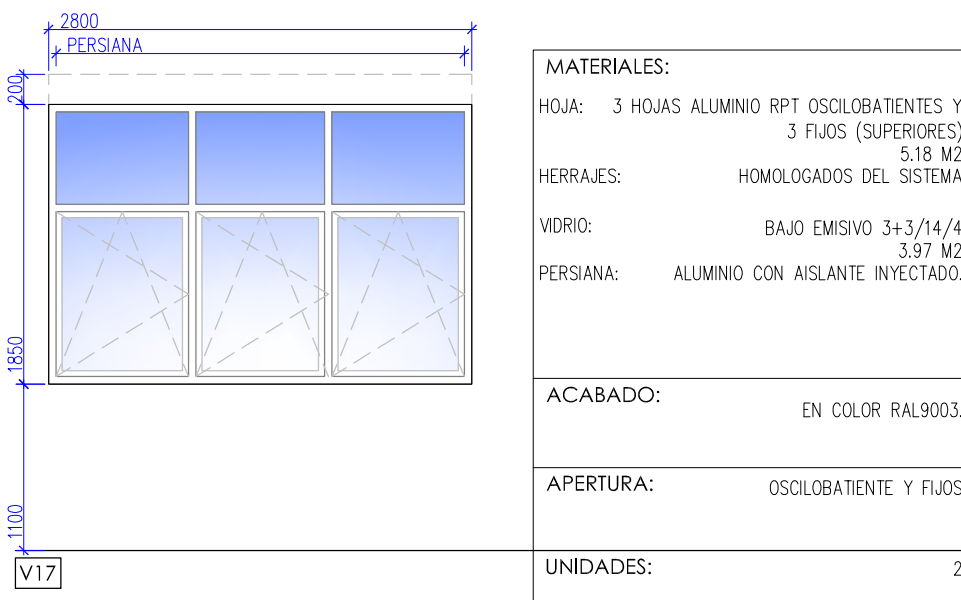 2800
PERSIANA
200
1850
1100
V17
MATERIALES:
HOJA: 3 HOJAS ALUMINIO RPT OSCILOBATIENTES Y
3 FIJOS (SUPERIORES)
5.18 M2
HERRAJES: HOMOLOGADOS DEL SISTEMA
VIDRIO: BAJO EMISIVO 3+3/14/4
3.97 M2
PERSIANA: ALUMINIO CON AISLANTE INYECTADO.
ACABADO:
EN COLOR RAL9003.
APERTURA:
OSCILOBATIENTE Y FIJOS
UNIDADES: 2